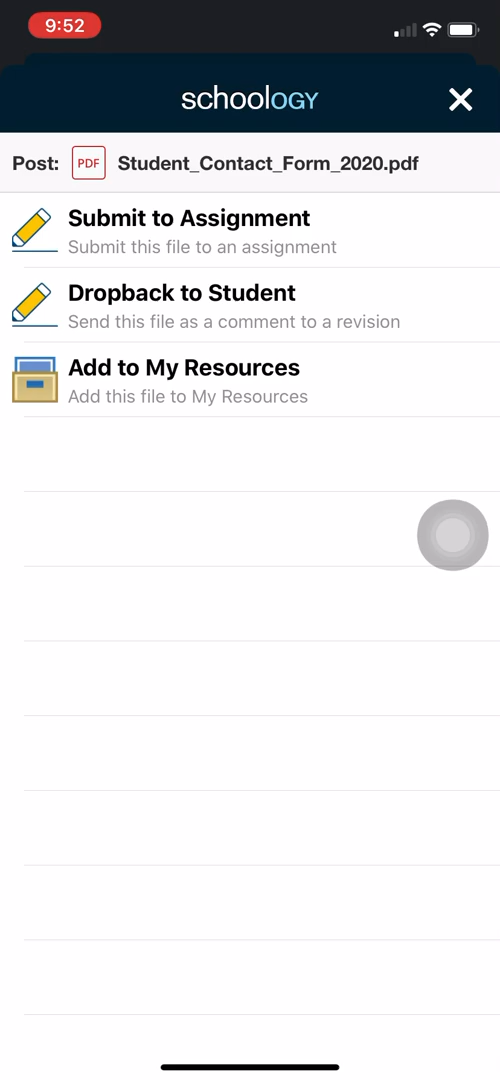 9:52
schoology
Post: PDF Student_Contact_Form_2020.pdf
Submit to Assignment
Submit this file to an assignment
Dropback to Student
Send this file as a comment to a revision
Add to My Resources
Add this file to My Resources